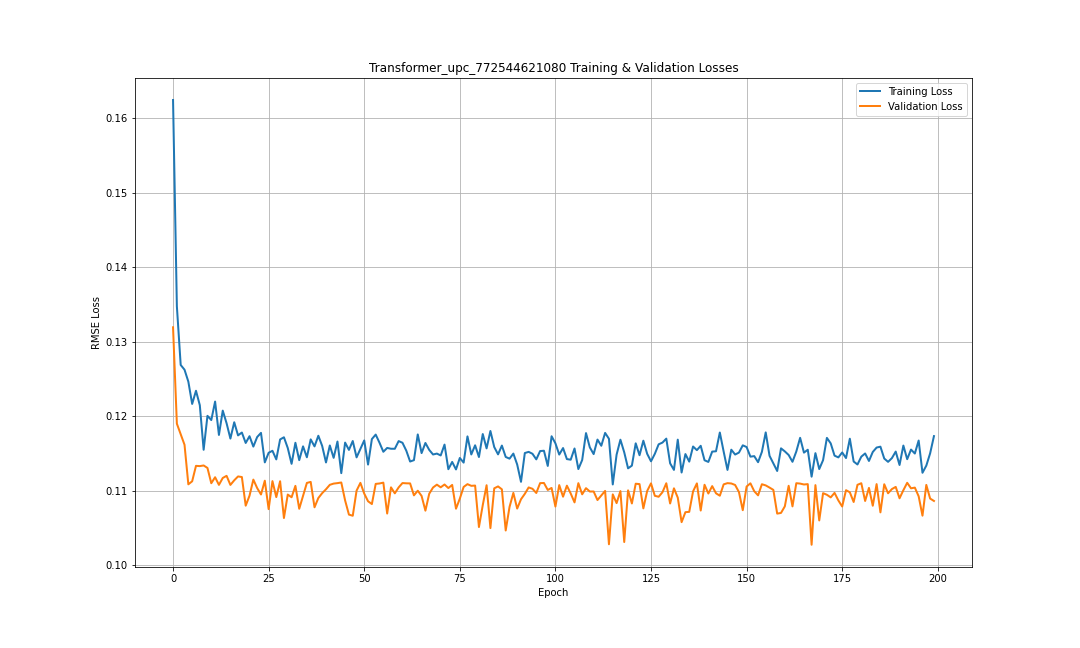 Transformer_upc_772544621080 Training & Validation Losses
Training Loss
Validation Loss
RMSE Loss
0.16
0.15
0.14
0.13
0.12
0.11
0.10
0 25 50 75 100 125 150 175 200
Epoch